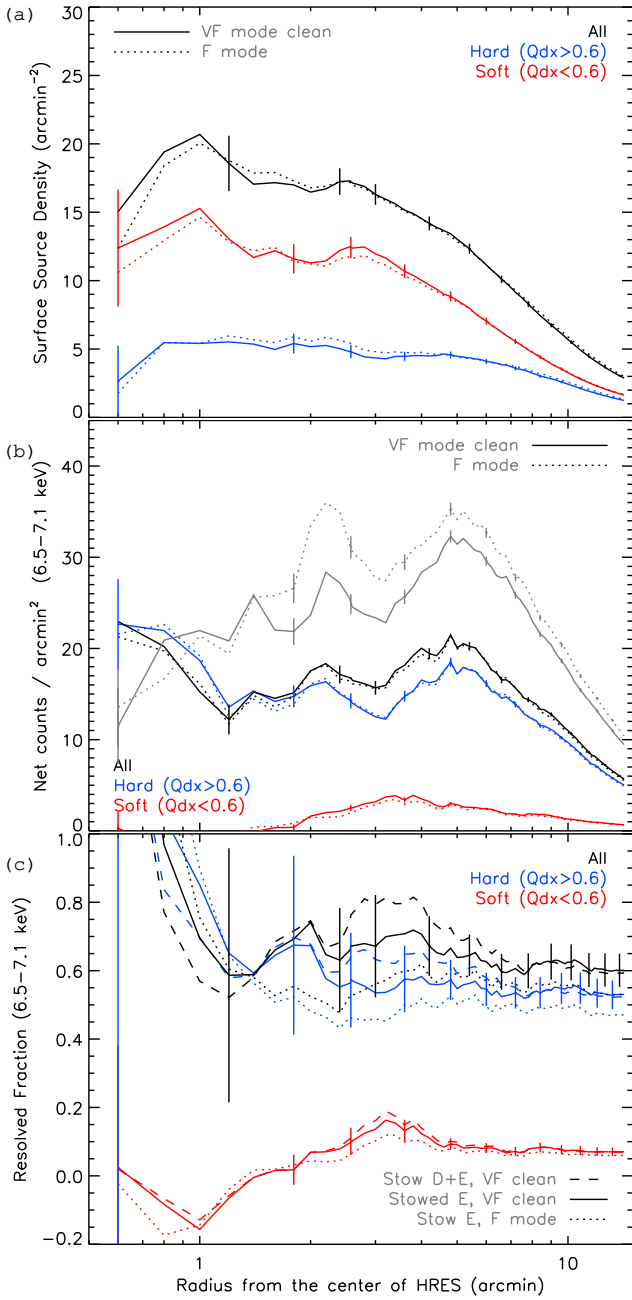 (a)
30
25
20
15
10
5
0
Surface Source Density (arcmin−2)
VF mode clean
F mode
All
Hard (Qdx>0.6)
Soft (Qdx<0.6)
(b)
40
30
20
10
0
Net counts / arcmin2 (6.5−7.1 keV)
VF mode clean
F mode
All
Hard (Qdx>0.6)
Soft (Qdx<0.6)
(c)
1.0
0.8
0.6
0.4
0.2
0.0
−0.2
Resolved Fraction (6.5−7.1 keV)
All
Hard (Qdx>0.6)
Soft (Qdx<0.6)
Stow D+E, VF clean
Stowed E, VF clean
Stow E, F mode
1 10
Radius from the center of HRES (arcmin)